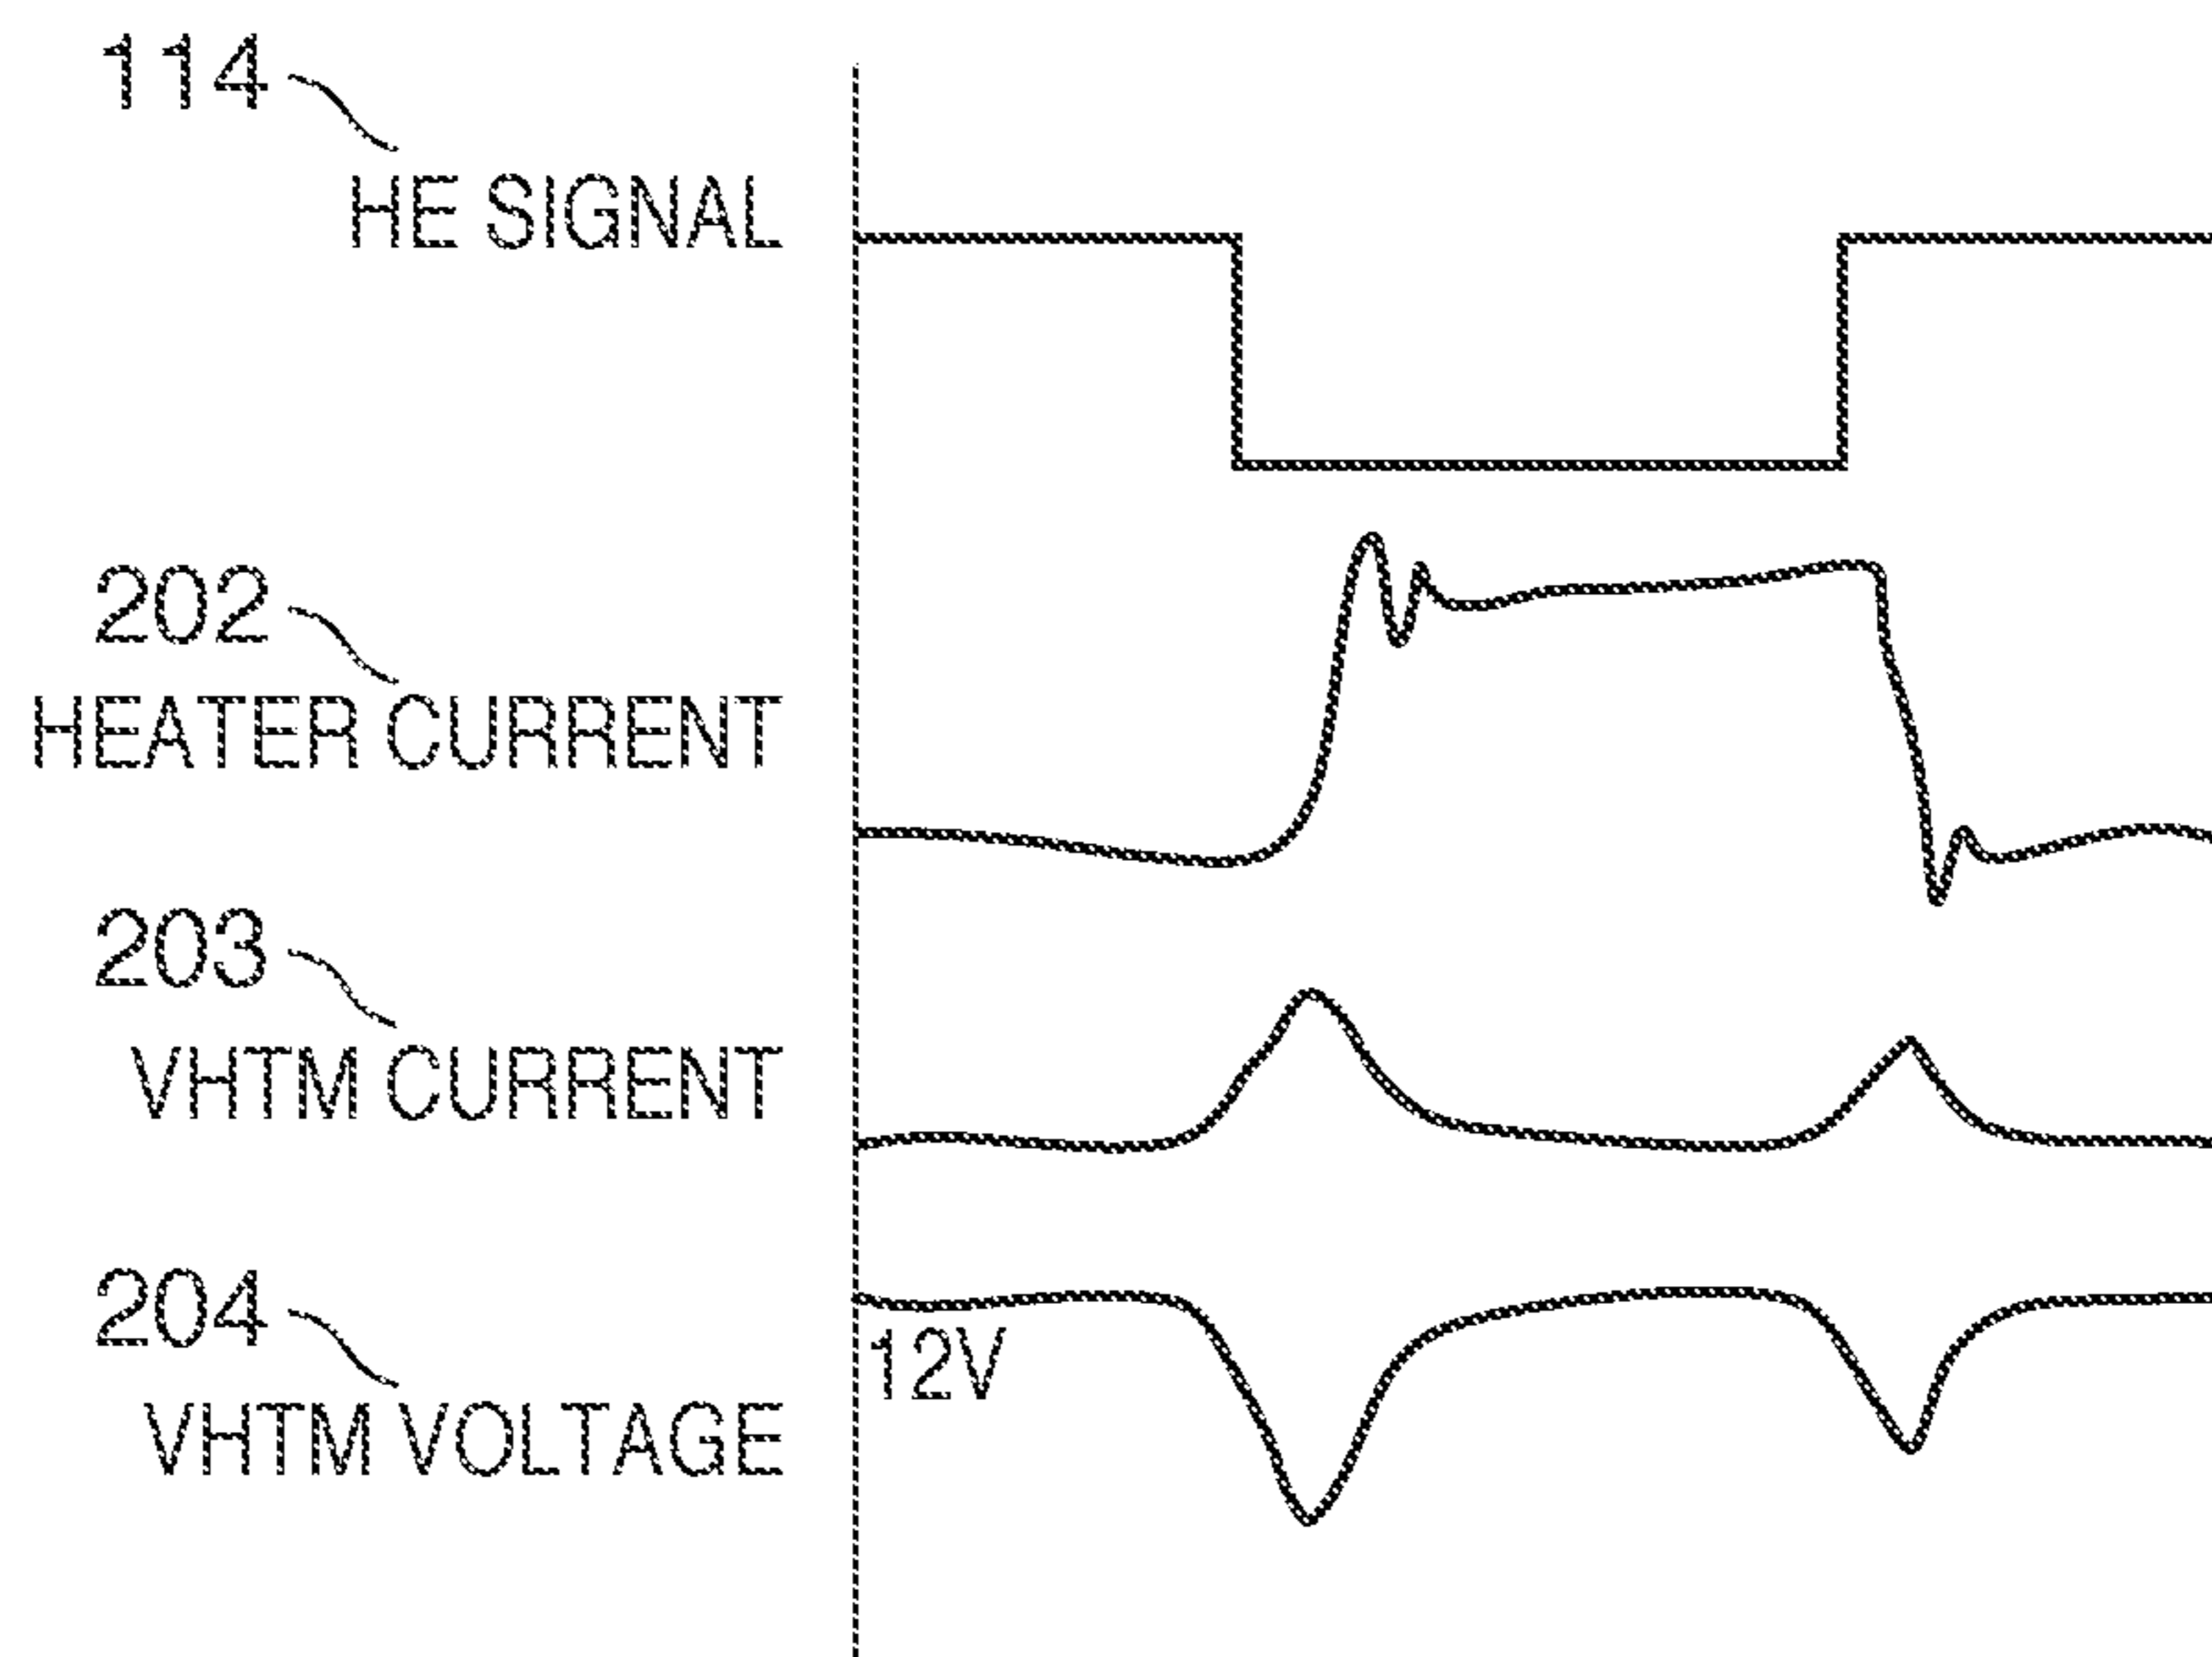 114
HE SIGNAL
202
HEATER CURRENT
203
VHTM CURRENT
204
12V
VHTM VOLTAGE